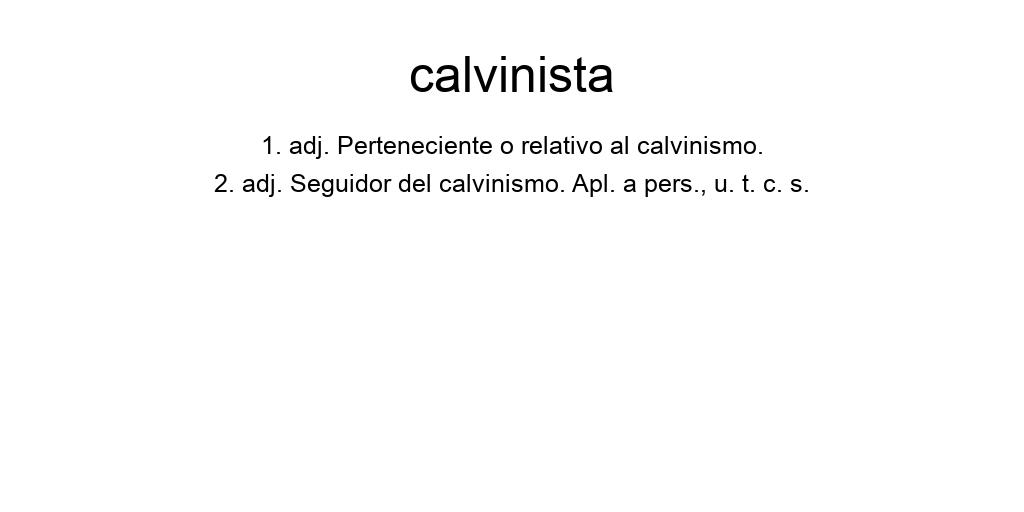 calvinista
1. adj. Perteneciente o relativo al calvinismo.
2. adj. Seguidor del calvinismo. Apl. a pers., u. t. c. s.